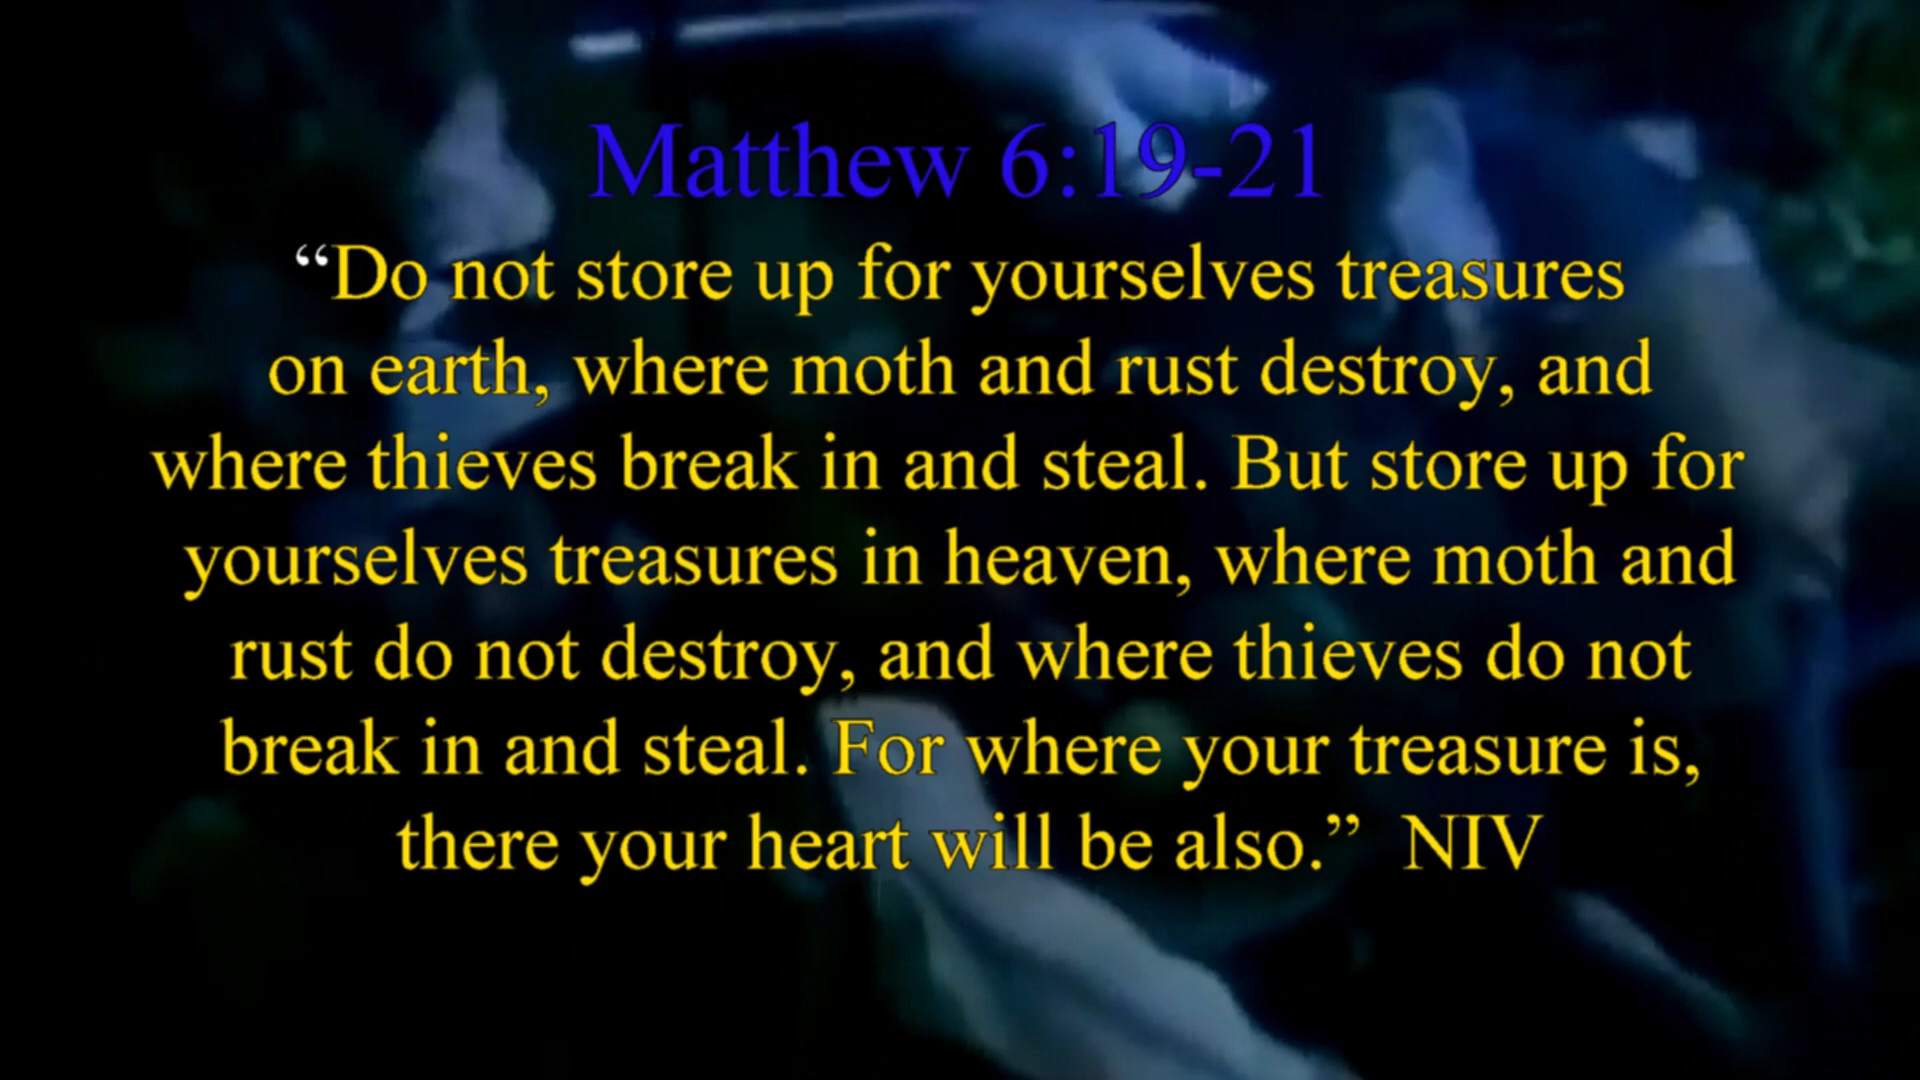 Matthew 6:19-21
“Do not store up for yourselves treasures
on earth, where moth and rust destroy, and
where thieves break in and steal. But store up for
yourselves treasures in heaven, where moth and
rust do not destroy, and where thieves do not
break in and steal. For where your treasure is,
there your heart will be also.”  NIV